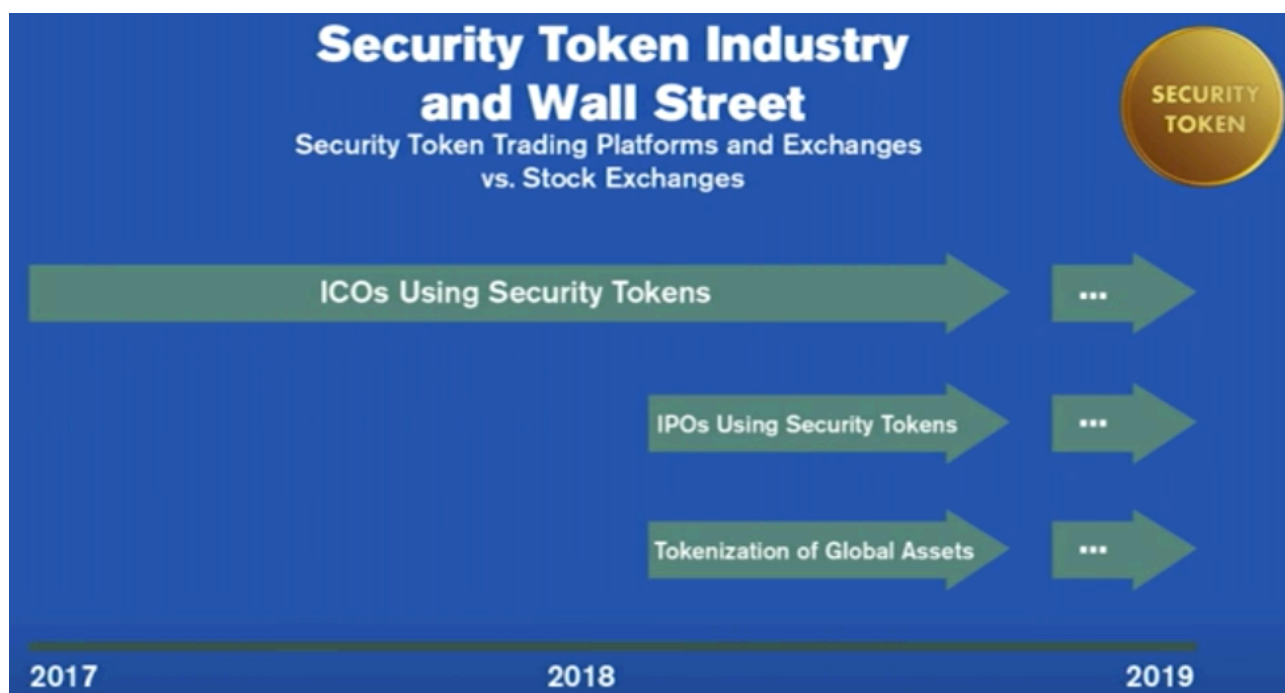 Security Token Industry
and Wall Street
Security Token Trading Platforms and Exchanges
vs. Stock Exchanges
SECURITY
TOKEN
ICOs Using Security Tokens
...
IPOs Using Security Tokens
...
Tokenization of Global Assets
...
2017 2018 2019